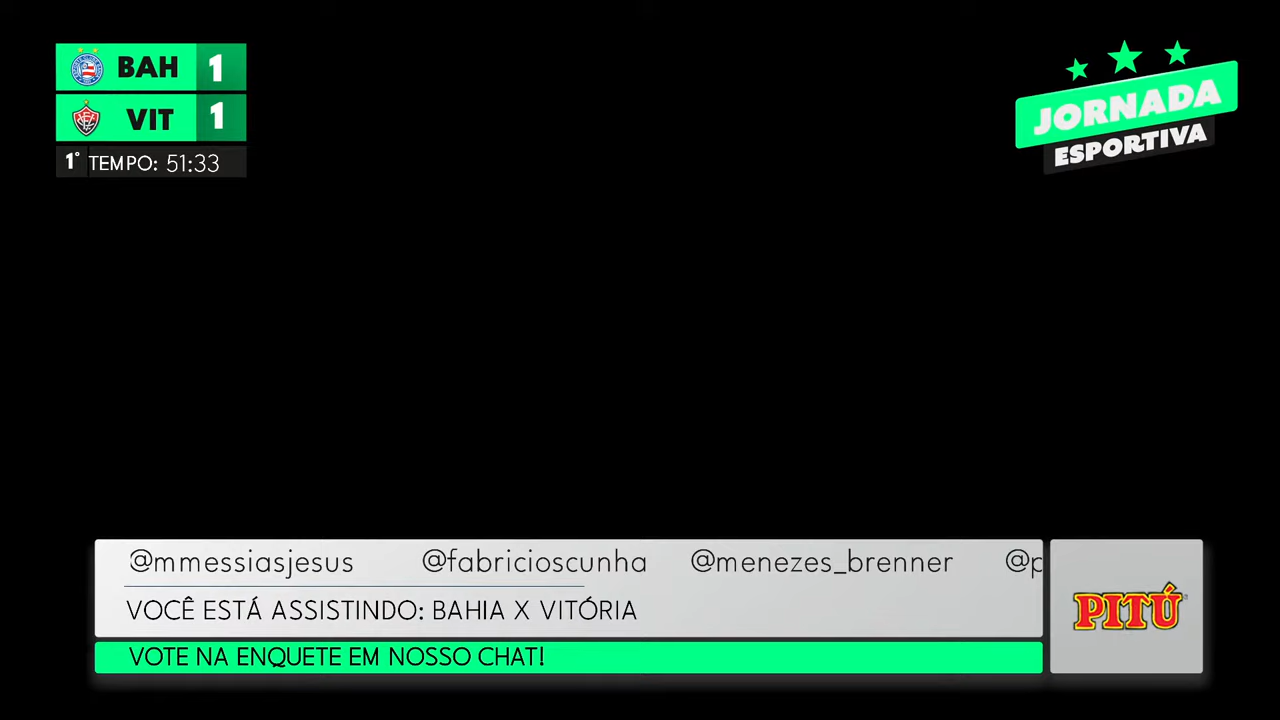 BAH 1
VIT 1
1° TEMPO: 51:33
JORNADA
ESPORTIVA
@mmessiasjesus @fabricioscunha @menezes_brenner @p
VOCÊ ESTÁ ASSISTINDO: BAHIA X VITÓRIA
VOTE NA ENQUETE EM NOSSO CHAT!
PITÚ